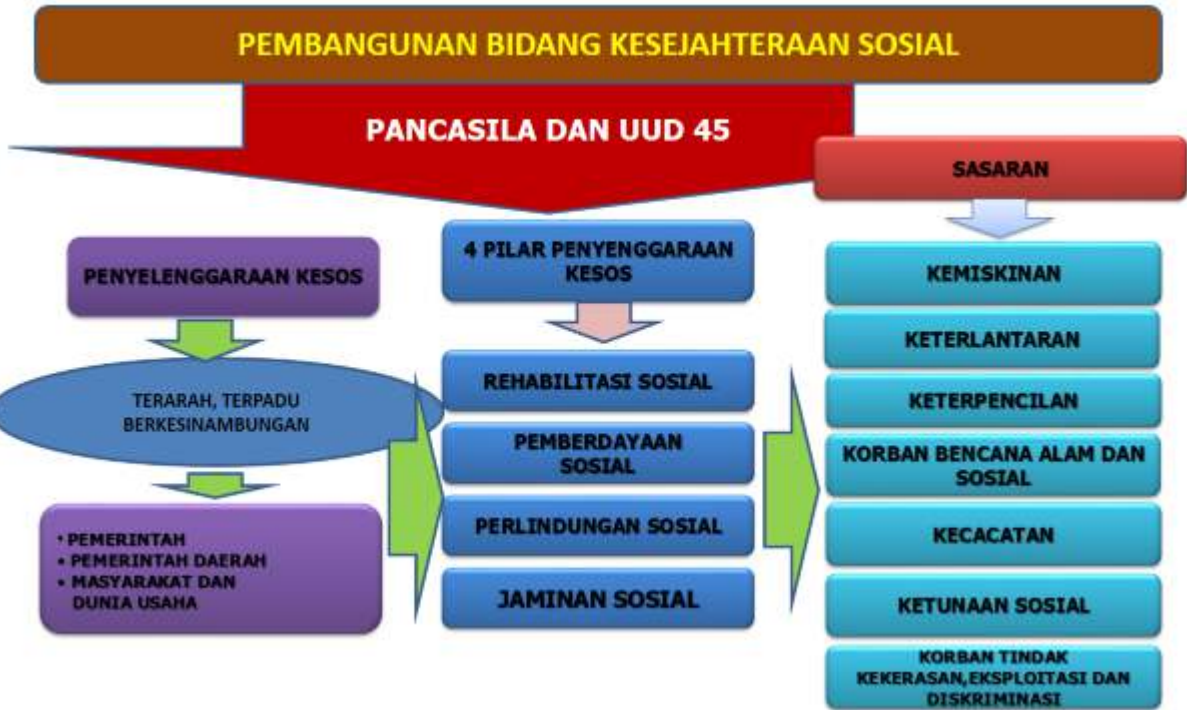 PEMBANGUNAN BIDANG KESEJAHTERAAN SOSIAL
PANCASILA DAN UUD 45
PENYELENGGARAAN KESOS
TERARAH, TERPADU
BERKESINAMBUNGAN
• PEMERINTAH
• PEMERINTAH DAERAH
• MASYARAKAT DAN
DUNIA USAHA
4 PILAR PENYENGGARAAN
KESOS
REHABILITASI SOSIAL
PEMBERDAYAAN
SOSIAL
PERLINDUNGAN SOSIAL
JAMINAN SOSIAL
SASARAN
KEMISKINAN
KETERLANTARAN
KETERPENCILAN
KORBAN BENCANA ALAM DAN
SOSIAL
KECACATAN
KETUNAAN SOSIAL
KORBAN TINDAK
KEKERASAN,EKSPLOITASI DAN
DISKRIMINASI